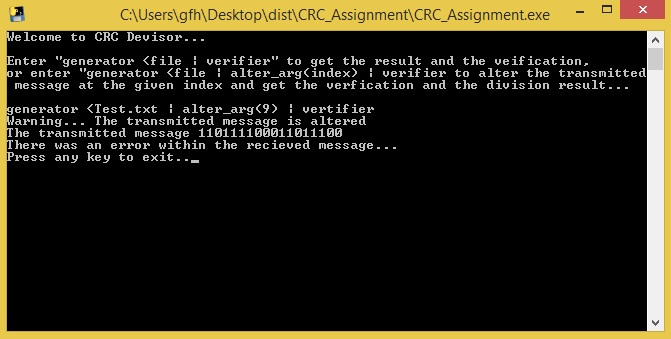 C:\Users\gfh\Desktop\dist\CRC_Assignment\CRC_Assignment.exe
Welcome to CRC Devisor...
Enter "generator <file ¦ verifier" to get the result and the veification,
or enter "generator <file ¦ alter_arg(index) ¦ verifier to alter the transmitted
message at the given index and get the verfication and the division result...
generator <Test.txt ¦ alter_arg(9) ¦ vertifier
Warning... The transmitted message is altered
The transmitted message 110111100011011100
There was an error within the recieved message...
Press any key to exit.._